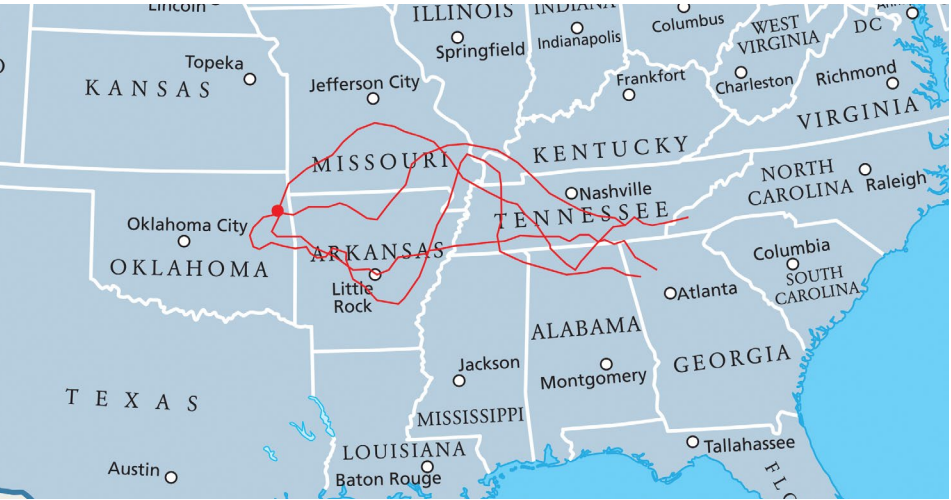 Lincoln
ILLINOIS
INDIANA
Columbus
WEST
VIRGINIA
DC
Springfield
Indianapolis
Topeka
KANSAS
Jefferson City
Frankfort
Charleston
Richmond
VIRGINIA
MISSOURI
KENTUCKY
NORTH
CAROLINA
Raleigh
Nashville
TENNESSEE
Oklahoma City
OKLAHOMA
ARKANSAS
Little
Rock
Columbia
SOUTH
CAROLINA
Atlanta
ALABAMA
GEORGIA
Jackson
Montgomery
TEXAS
MISSISSIPPI
LOUISIANA
Baton Rouge
Tallahassee
Austin